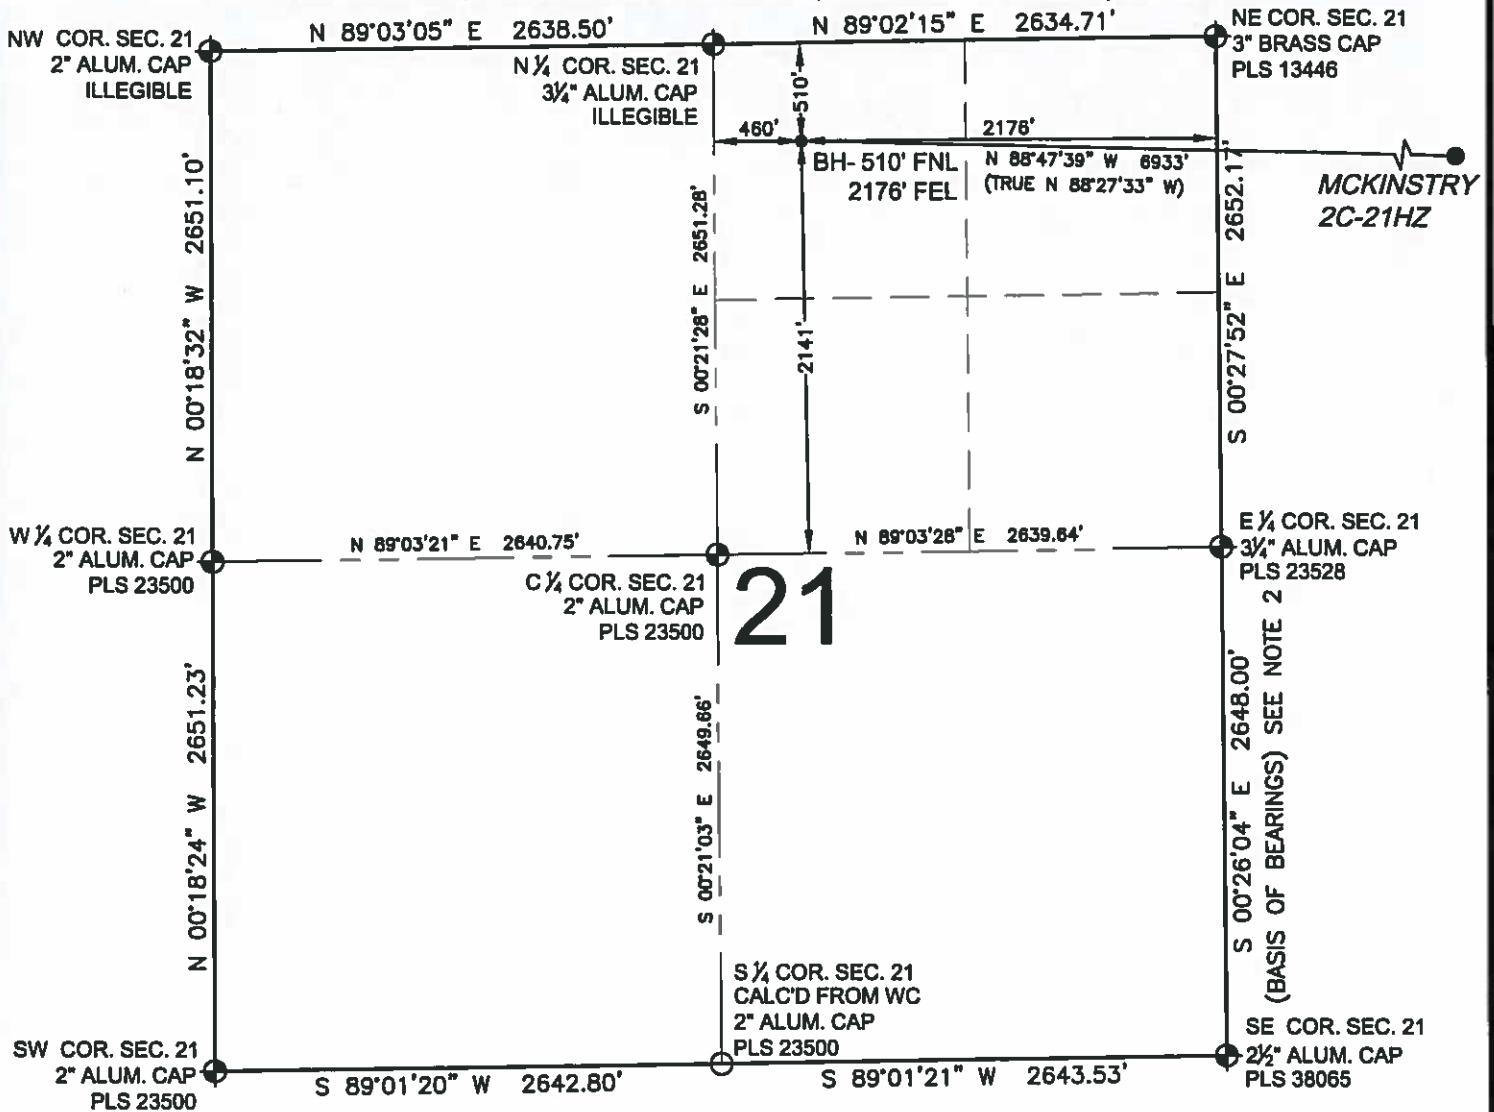 N 89°03'05" E 2638.50'
N 89°02'15" E 2634.71'
NW COR. SEC. 21
2" ALUM. CAP
ILLEGIBLE
N ¼ COR. SEC. 21
3¼" ALUM. CAP
ILLEGIBLE
NE COR. SEC. 21
3" BRASS CAP
PLS 13446
510'
460'
2176'
BH- 510' FNL
2176' FEL
N 88°47'39" W 6933'
(TRUE N 88°27'33" W)
MCKINSTRY
2C-21HZ
N 00°18'32" W 2651.10'
S 00°21'28" E 2651.28'
2141'
S 00°27'52" E 2652.17'
W ¼ COR. SEC. 21
2" ALUM. CAP
PLS 23500
N 89°03'21" E 2640.75'
N 89°03'28" E 2639.64'
E ¼ COR. SEC. 21
3¼" ALUM. CAP
PLS 23528
C ¼ COR. SEC. 21
2" ALUM. CAP
PLS 23500
21
N 00°18'24" W 2651.23'
S 00°21'03" E 2649.66'
S 00°26'04" E 2648.00'
(BASIS OF BEARINGS) SEE NOTE 2
S ¼ COR. SEC. 21
CALC'D FROM WC
2" ALUM. CAP
PLS 23500
SW COR. SEC. 21
2" ALUM. CAP
PLS 23500
S 89°01'20" W 2642.80'
S 89°01'21" W 2643.53'
SE COR. SEC. 21
2½" ALUM. CAP
PLS 38065